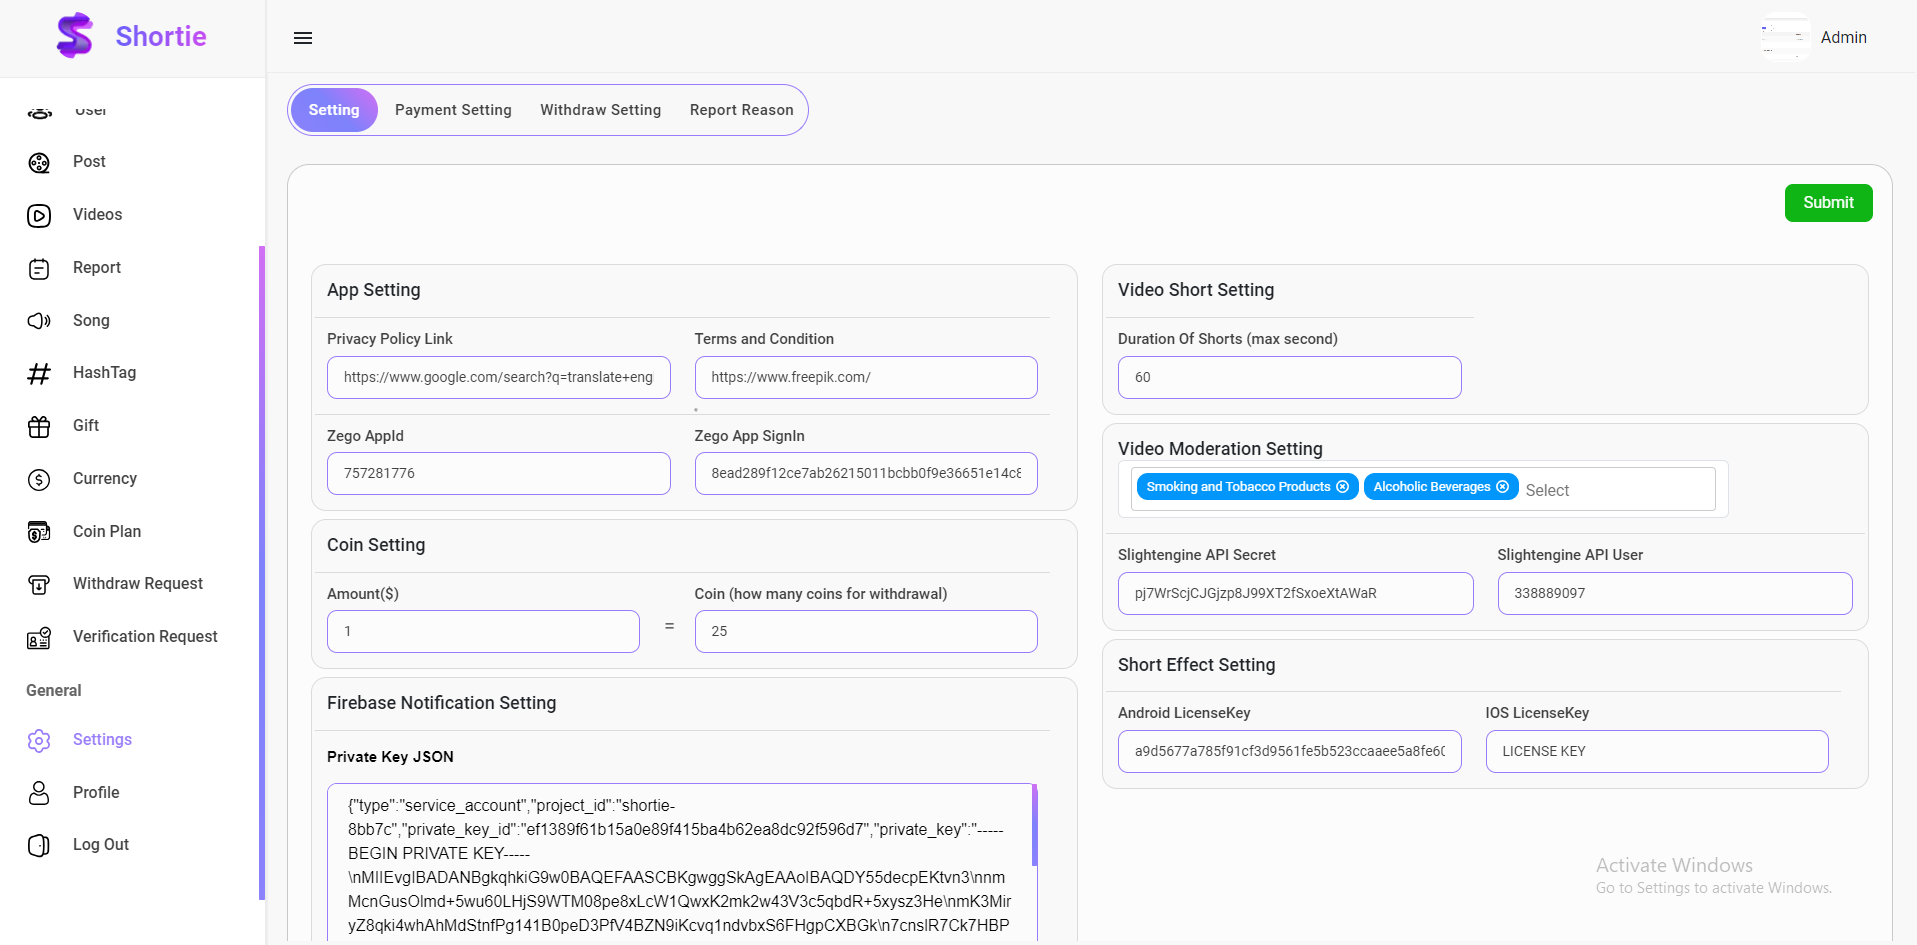 Shortie
Admin
User
Post
Videos
Report
Song
HashTag
Gift
Currency
Coin Plan
Withdraw Request
Verification Request
General
Settings
Profile
Log Out
Setting
Payment Setting
Withdraw Setting
Report Reason
Submit
App Setting
Privacy Policy Link
Terms and Condition
https://www.google.com/search?q=translate+eng
https://www.freepik.com/
Zego AppId
Zego App SignIn
757281776
8ead289f12ce7ab26215011bcbb0f9e36651e14c8
Coin Setting
Amount($)
Coin (how many coins for withdrawal)
1
=
25
Firebase Notification Setting
Private Key JSON
{"type":"service_account","project_id":"shortie-
8bb7c","private_key_id":"ef1389f61b15a0e89f415ba4b62ea8dc92f596d7","private_key":"-----
BEGIN PRIVATE KEY-----
\nMIIEvgIBADANBgkqhkiG9w0BAQEFAASCBKgwggSkAgEAAoIBAQDY55decpEKtvn3\nnm
McnGusOlmd+5wu60LHjS9WTM08pe8xLcW1QwxK2mk2w43V3c5qbdR+5xysz3He\nmK3Mir
yZ8qki4whAhMdStnfPg141B0peD3PfV4BZN9iKcvq1ndvbxS6FHgpCXBGk\n7cnslR7Ck7HBP
Video Short Setting
Duration Of Shorts (max second)
60
Video Moderation Setting
Smoking and Tobacco Products
Alcoholic Beverages
Select
Slightengine API Secret
Slightengine API User
pj7WrScjCJGjzp8J99XT2fSxoeXtAWaR
338889097
Short Effect Setting
Android LicenseKey
IOS LicenseKey
a9d5677a785f91cf3d9561fe5b523ccaaee5a8fe60
LICENSE KEY
Activate Windows
Go to Settings to activate Windows.